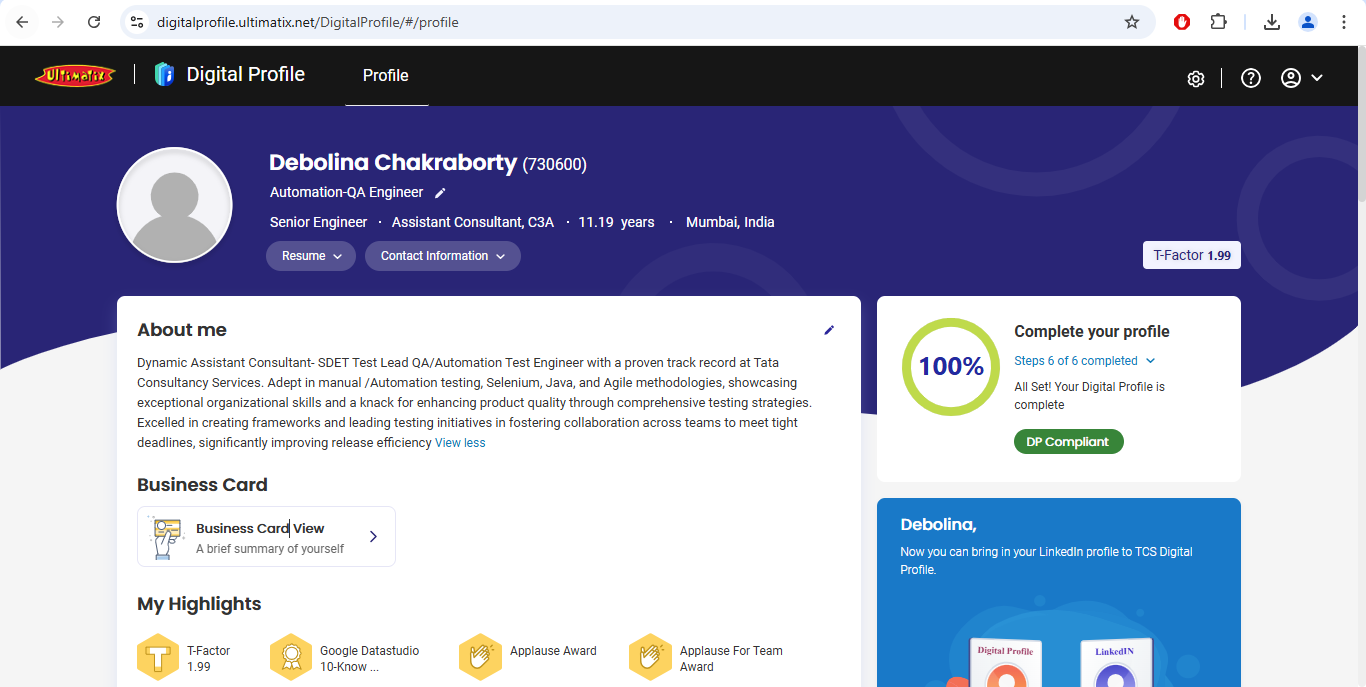 digitalprofile.ultimatix.net/DigitalProfile/#/profile
Ultimatix
Digital Profile
Profile
Debolina Chakraborty (730600)
Automation-QA Engineer
Senior Engineer · Assistant Consultant, C3A · 11.19 years · Mumbai, India
Resume
Contact Information
T-Factor 1.99
About me
Dynamic Assistant Consultant- SDET Test Lead QA/Automation Test Engineer with a proven track record at Tata
Consultancy Services. Adept in manual /Automation testing, Selenium, Java, and Agile methodologies, showcasing
exceptional organizational skills and a knack for enhancing product quality through comprehensive testing strategies.
Excelled in creating frameworks and leading testing initiatives in fostering collaboration across teams to meet tight
deadlines, significantly improving release efficiency View less
Business Card
Business Card View
A brief summary of yourself
My Highlights
T-Factor
1.99
Google Datastudio
10-Know ...
Applause Award
Applause For Team
Award
100%
Complete your profile
Steps 6 of 6 completed
All Set! Your Digital Profile is
complete
DP Compliant
Debolina,
Now you can bring in your LinkedIn profile to TCS Digital
Profile.
Digital Profile
LinkedIN